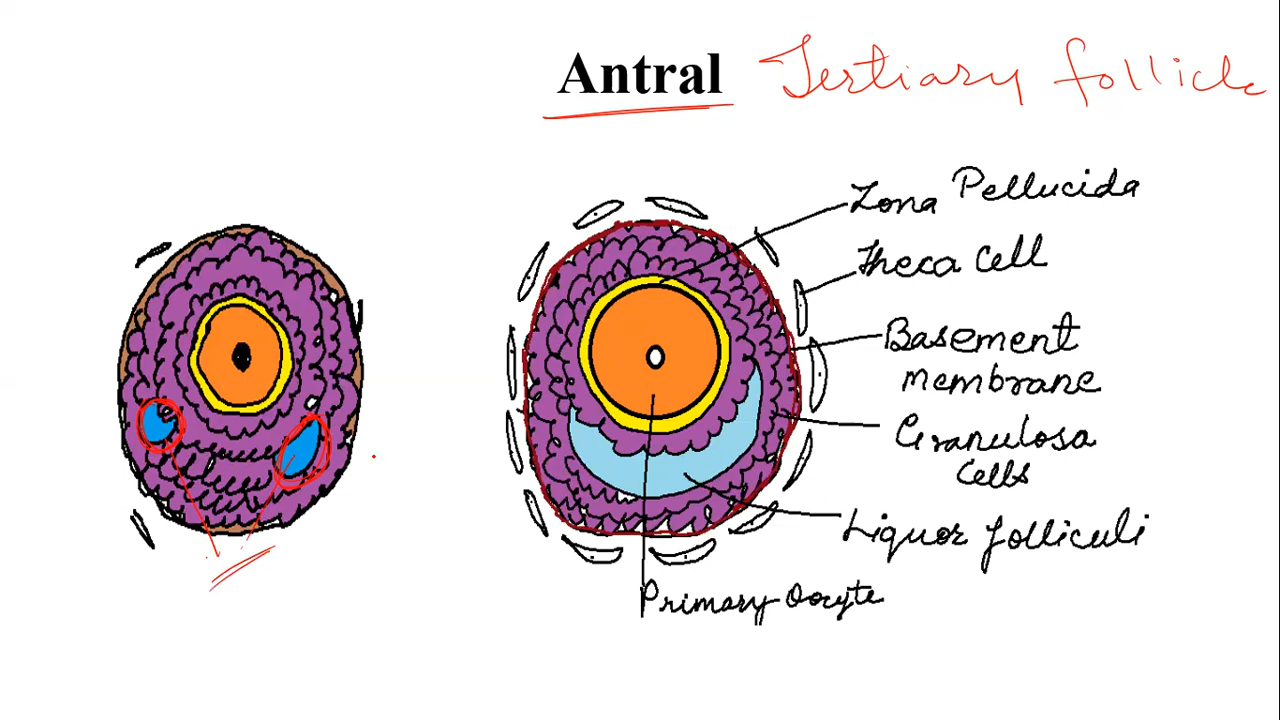 Antral Tertiary follicle
Zona Pellucida
Theca Cell
Basement
membrane
Granulosa
Cells
Liquor folliculi
Primary Oocyte